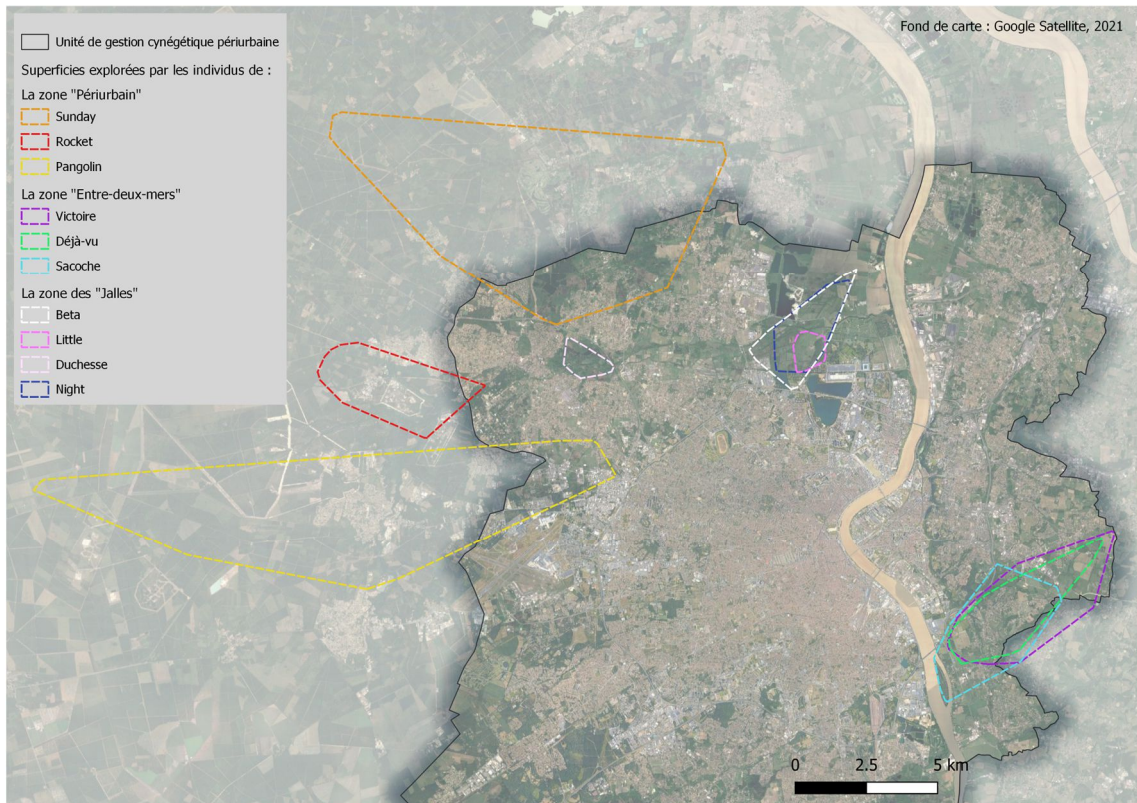 Fond de carte : Google Satellite, 2021
Unité de gestion cynégétique périurbaine
Superficies explorées par les individus de :
La zone "Périurbain"
Sunday
Rocket
Pangolin
La zone "Entre-deux-mers"
Victoire
Déjà-vu
Sacoche
La zone des "Jalles"
Beta
Little
Duchesse
Night
0 2.5 5 km